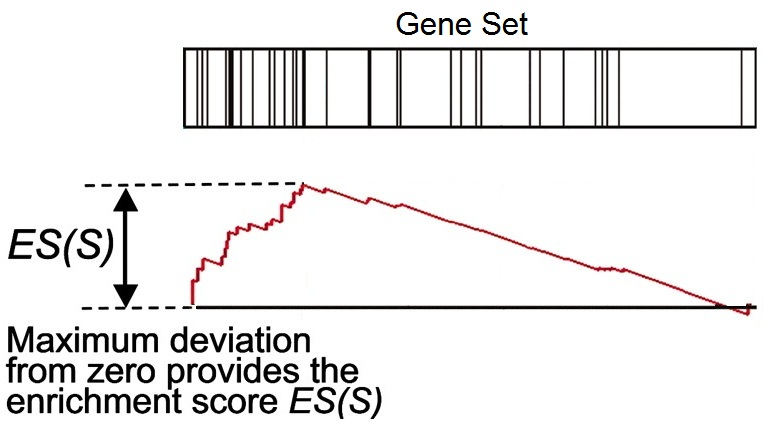 Gene Set
ES(S)
Maximum deviation
from zero provides the
enrichment score ES(S)